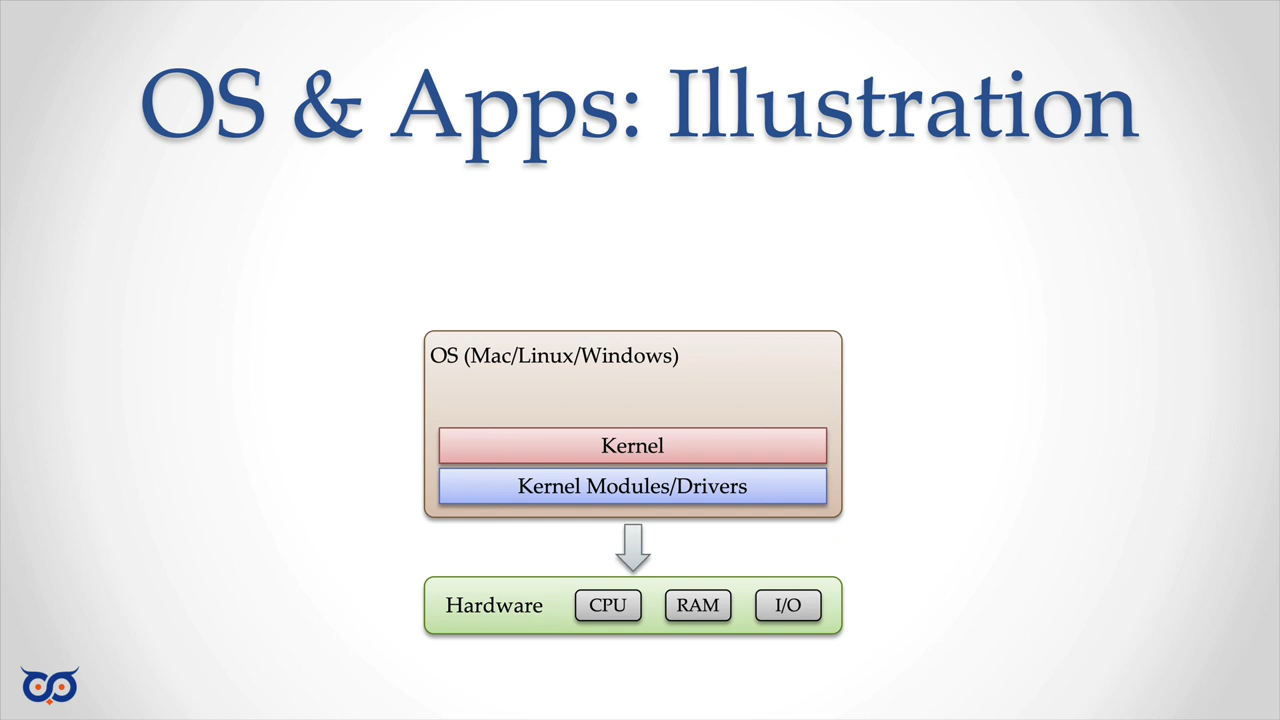 OS & Apps: Illustration
OS (Mac/Linux/Windows)
Kernel
Kernel Modules/Drivers
Hardware CPU RAM I/O